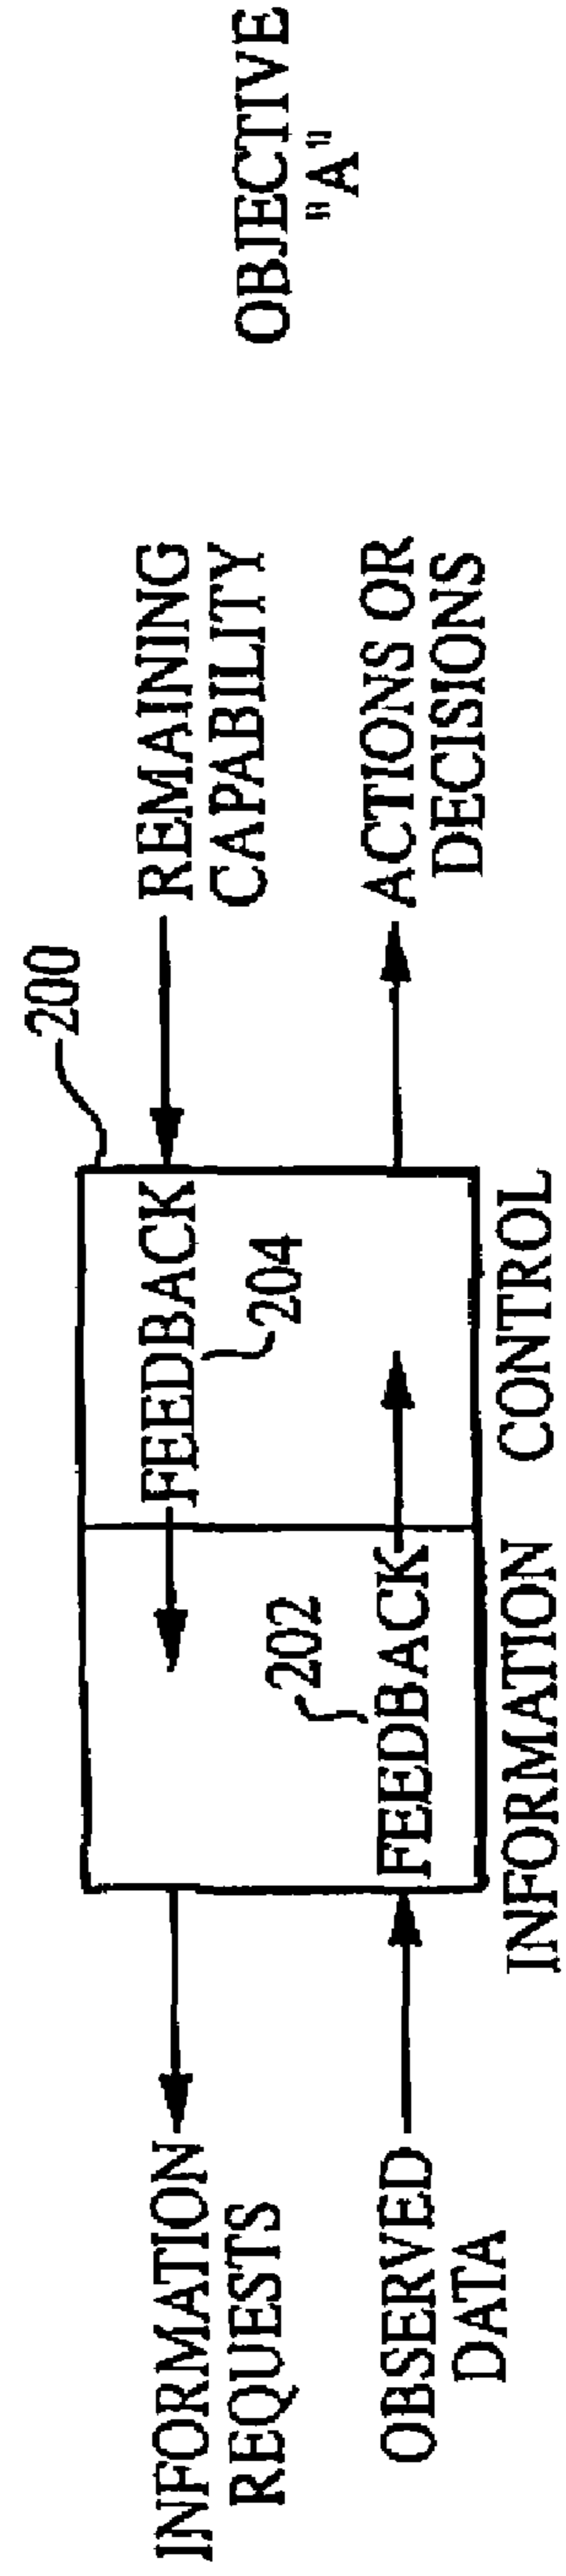 INFORMATION
REQUESTS
OBSERVED
DATA
FEEDBACK
204
202
FEEDBACK
INFORMATION
CONTROL
200
REMAINING
CAPABILITY
ACTIONS OR
DECISIONS
OBJECTIVE
"A"